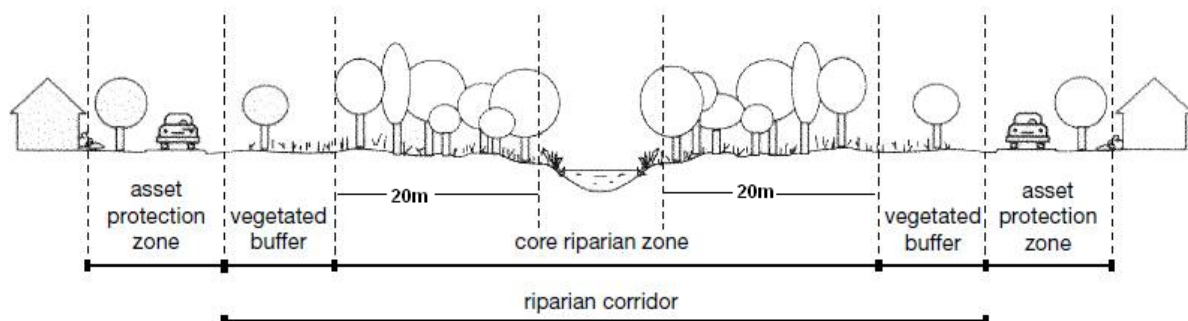 20m
20m
asset
protection
zone
vegetated
buffer
core riparian zone
vegetated
buffer
asset
protection
zone
riparian corridor